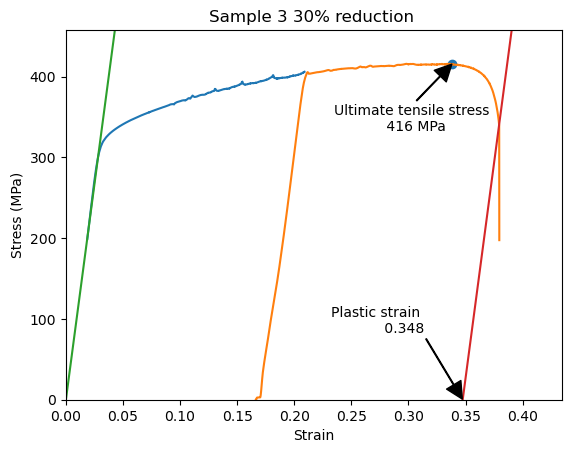 Sample 3 30% reduction
Stress (MPa)
400
300
200
100
0
Ultimate tensile stress
416 MPa
Plastic strain
0.348
0.00 0.05 0.10 0.15 0.20 0.25 0.30 0.35 0.40
Strain